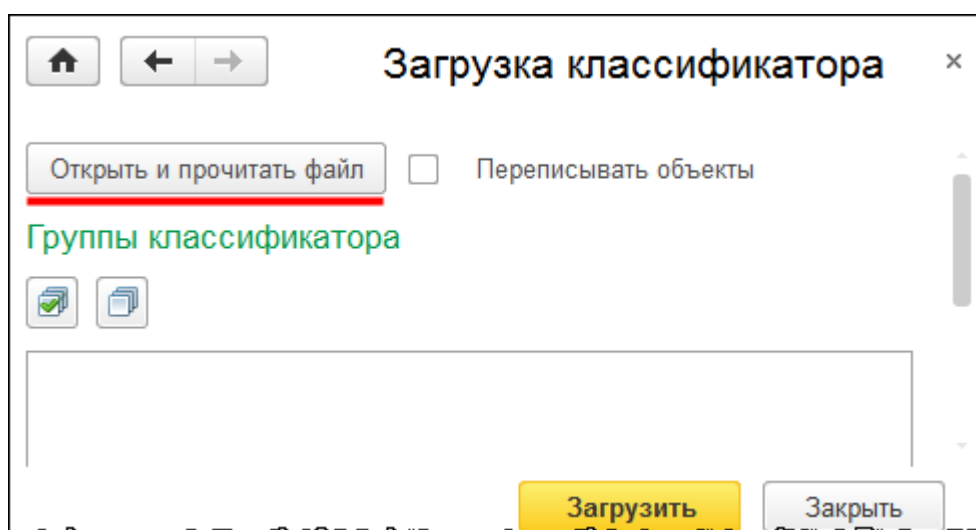 Загрузка классификатора
Открыть и прочитать файл Переписывать объекты
Группы классификатора
Загрузить Закрыть